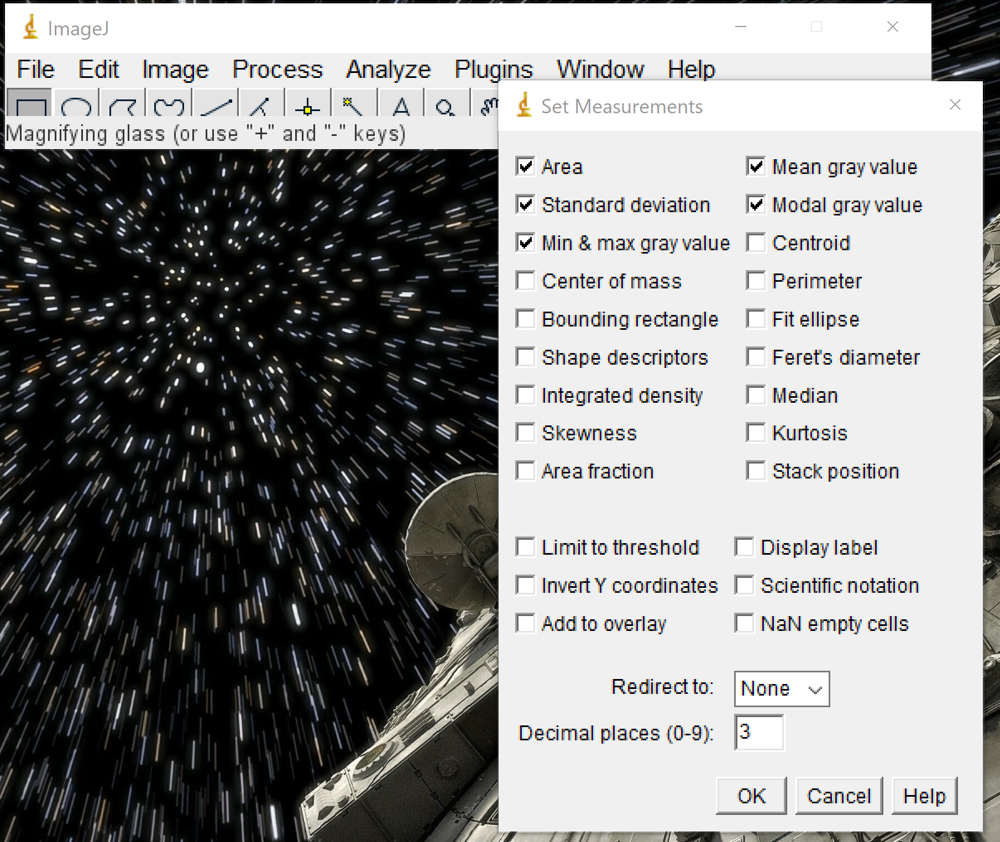 ImageJ
File Edit Image Process Analyze Plugins Window Help
Magnifying glass (or use "+" and "-" keys)
Set Measurements
Area Mean gray value
Standard deviation Modal gray value
Min & max gray value Centroid
Center of mass Perimeter
Bounding rectangle Fit ellipse
Shape descriptors Feret's diameter
Integrated density Median
Skewness Kurtosis
Area fraction Stack position
Limit to threshold Display label
Invert Y coordinates Scientific notation
Add to overlay NaN empty cells
Redirect to: None
Decimal places (0-9): 3
OK Cancel Help